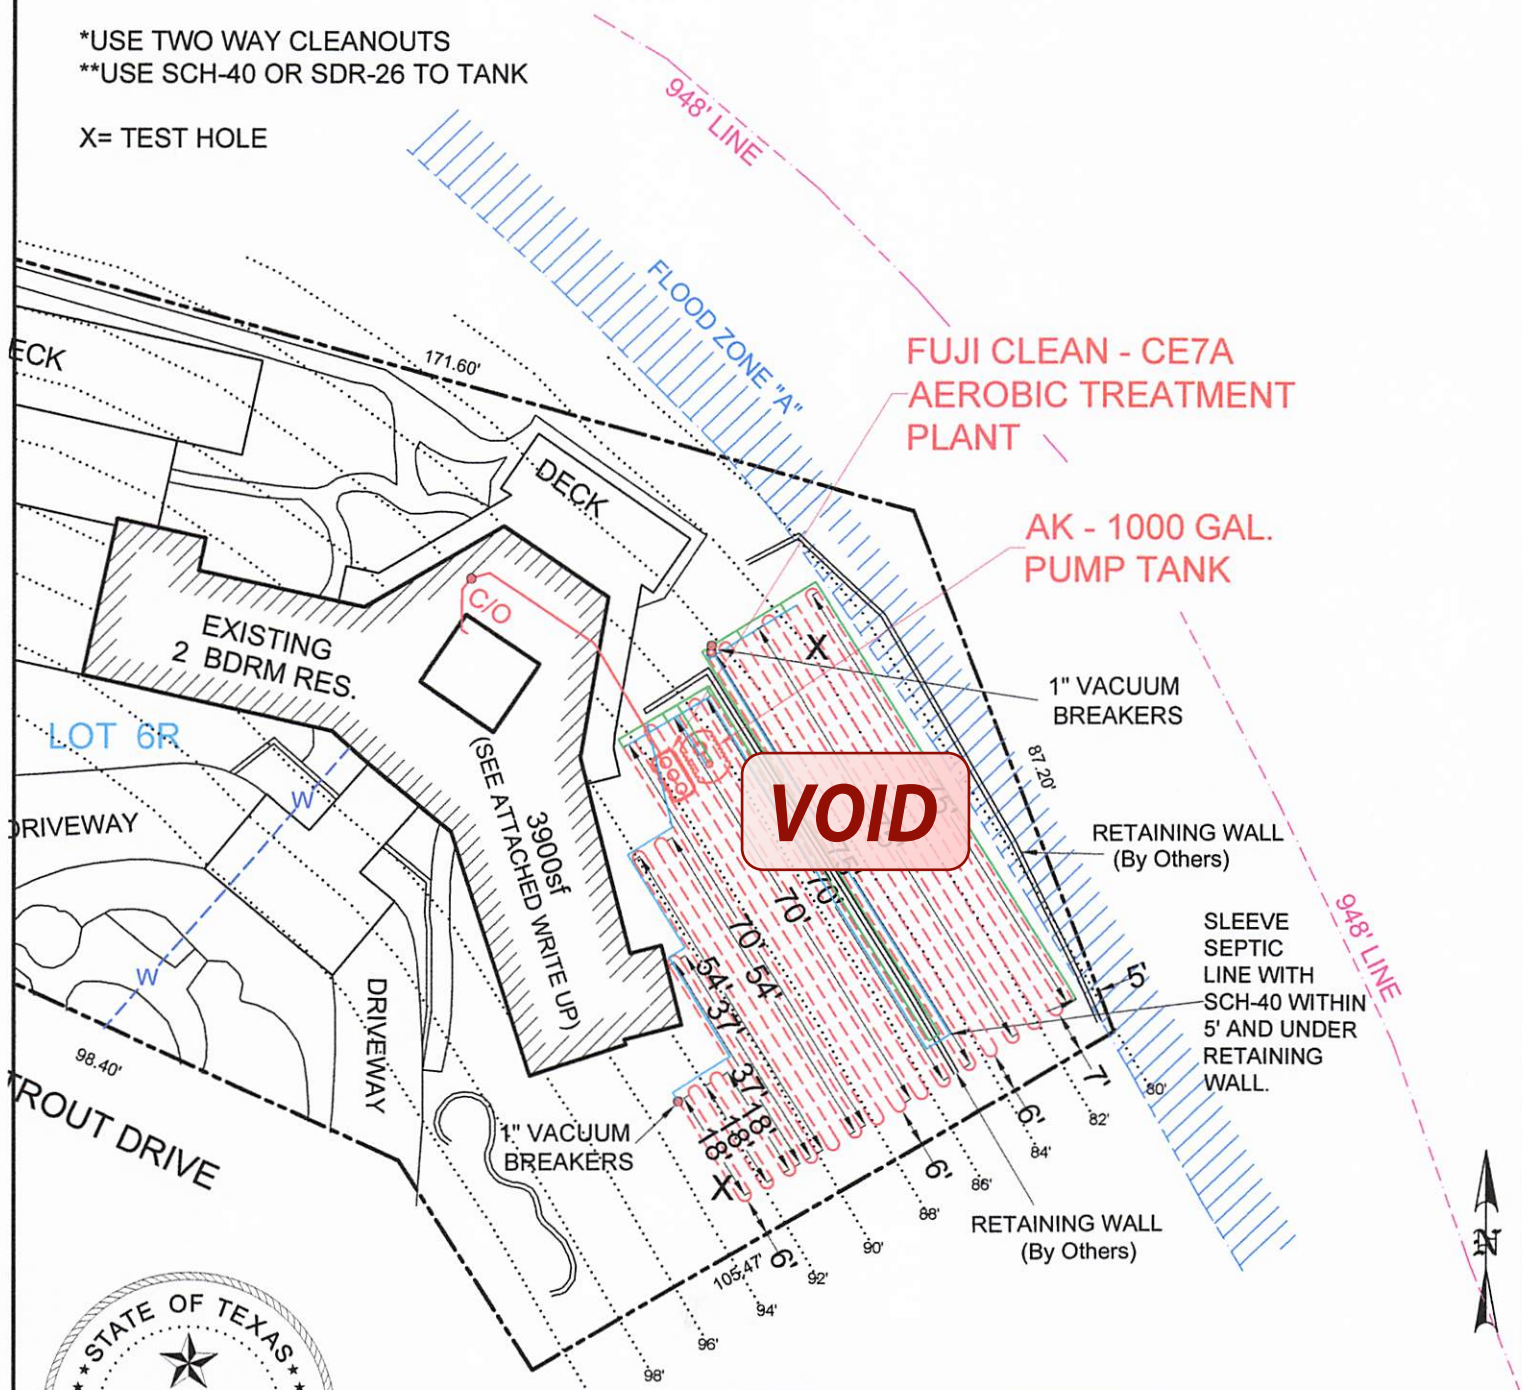 *USE TWO WAY CLEANOUTS
**USE SCH-40 OR SDR-26 TO TANK
X= TEST HOLE
948' LINE
FLOOD ZONE "A"
171.60'
ECK
DECK
FUJI CLEAN - CE7A
AEROBIC TREATMENT
PLANT
AK - 1000 GAL.
PUMP TANK
C/O
EXISTING
2 BDRM RES.
X
1" VACUUM
BREAKERS
LOT 6R
(SEE ATTACHED WRITE UP)
3900sf
W
87.20'
VOID
75'
75'
RETAINING WALL
(By Others)
DRIVEWAY
70'
70'
70'
54'
54'
37'
37'
18'
18'
18'
948' LINE
SLEEVE
SEPTIC
LINE WITH
SCH-40 WITHIN
5' AND UNDER
RETAINING
WALL.
5'
W
DRIVEWAY
98.40'
TROUT DRIVE
7'
80'
82'
6'
84'
1" VACUUM
BREAKERS
X
6'
86'
88'
RETAINING WALL
(By Others)
90'
6'
92'
105.47'
94'
96'
98'
N
STATE OF TEXAS